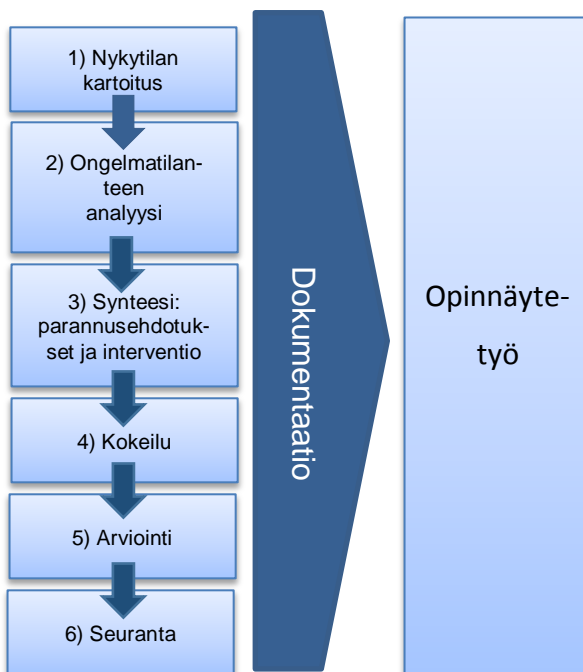 1) Nykytilan
kartoitus
2) Ongelmatilan-
teen
analyysi
3) Synteesi:
parannusehdotuk-
set ja interventio
4) Kokeilu
5) Arviointi
6) Seuranta
Dokumentaatio
Opinnäyte-
työ